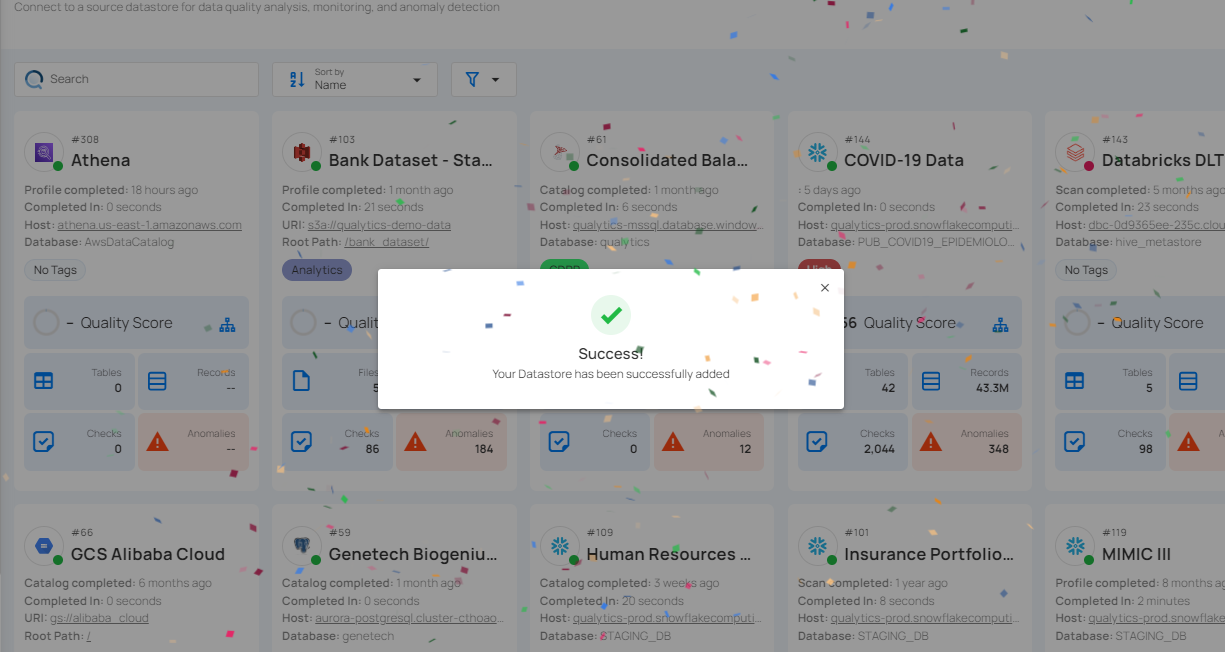 Connect to a source datastore for data quality analysis, monitoring, and anomaly detection
Search
Sort by
Name
#308
Athena
Profile completed: 18 hours ago
Completed In: 0 seconds
Host: athena.us-east-1.amazonaws.com
Database: AwsDataCatalog
No Tags
– Quality Score
Tables
0
Records
--
Checks
0
Anomalies
--
#103
Bank Dataset - Sta...
Profile completed: 1 month ago
Completed In: 21 seconds
URI: s3a://qualytics-demo-data
Root Path: /bank_dataset/
Analytics
– Quali
Files
5
Checks
86
Anomalies
184
#61
Consolidated Bala...
Catalog completed: 1 month ago
Completed In: 6 seconds
Host: qualytics-mssql.database.window...
Database: qualytics
GDPR
Checks
0
Anomalies
12
#144
COVID-19 Data
: 5 days ago
Completed In: 0 seconds
Host: qualytics-prod.snowflakecomputi...
Database: PUB_COVID19_EPIDEMIOLO...
High
56 Quality Score
Tables
42
Records
43.3M
Checks
2,044
Anomalies
348
#143
Databricks DLT
Scan completed: 5 months ago
Completed In: 23 seconds
Host: dbc-0d9365ee-235c.clou
Database: hive_metastore
No Tags
– Quality Score
Tables
5
Checks
98
A
Success!
Your Datastore has been successfully added
#66
GCS Alibaba Cloud
Catalog completed: 6 months ago
Completed In: 0 seconds
URI: gs://alibaba_cloud
Root Path: /
#59
Genetech Biogeniu...
Catalog completed: 1 month ago
Completed In: 0 seconds
Host: aurora-postgresql.cluster-cthoao...
Database: genetech
#109
Human Resources ...
Catalog completed: 3 weeks ago
Completed In: 20 seconds
Host: qualytics-prod.snowflakecomputi...
Database: STAGING_DB
#101
Insurance Portfolio...
Scan completed: 1 year ago
Completed In: 8 seconds
Host: qualytics-prod.snowflakecomputi...
Database: STAGING_DB
#119
MIMIC III
Profile completed: 8 months ag
Completed In: 2 minutes
Host: qualytics-prod.snowflake
Database: STAGING_DB